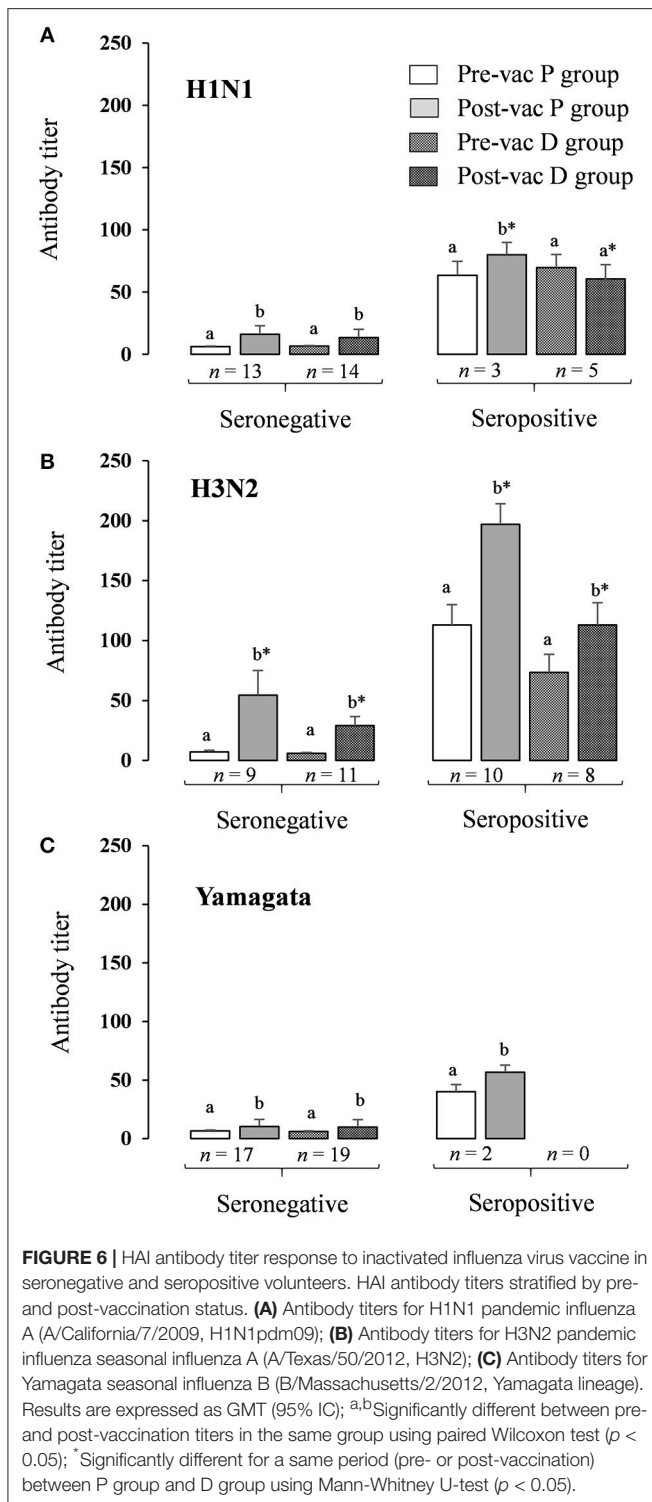 A
250
200
150
100
50
0
Antibody titer
H1N1
Pre-vac P group
Post-vac P group
Pre-vac D group
Post-vac D group
a
b
a
b
a
b*
a
a*
n = 13
n = 14
n = 3
n = 5
Seronegative
Seropositive
B
250
200
150
100
50
0
Antibody titer
H3N2
a
b*
a
b*
a
b*
a
b*
n = 9
n = 11
n = 10
n = 8
Seronegative
Seropositive
C
250
200
150
100
50
0
Antibody titer
Yamagata
a
b
a
b
a
b
n = 17
n = 19
n = 2
n = 0
Seronegative
Seropositive
FIGURE 6 | HAI antibody titer response to inactivated influenza virus vaccine in
seronegative and seropositive volunteers. HAI antibody titers stratified by pre-
and post-vaccination status. (A) Antibody titers for H1N1 pandemic influenza
A (A/California/7/2009, H1N1pdm09); (B) Antibody titers for H3N2 pandemic
influenza seasonal influenza A (A/Texas/50/2012, H3N2); (C) Antibody titers for
Yamagata seasonal influenza B (B/Massachusetts/2/2012, Yamagata lineage).
Results are expressed as GMT (95% IC); a,bSignificantly different between pre-
and post-vaccination titers in the same group using paired Wilcoxon test (p <
0.05); *Significantly different for a same period (pre- or post-vaccination)
between P group and D group using Mann-Whitney U-test (p < 0.05).